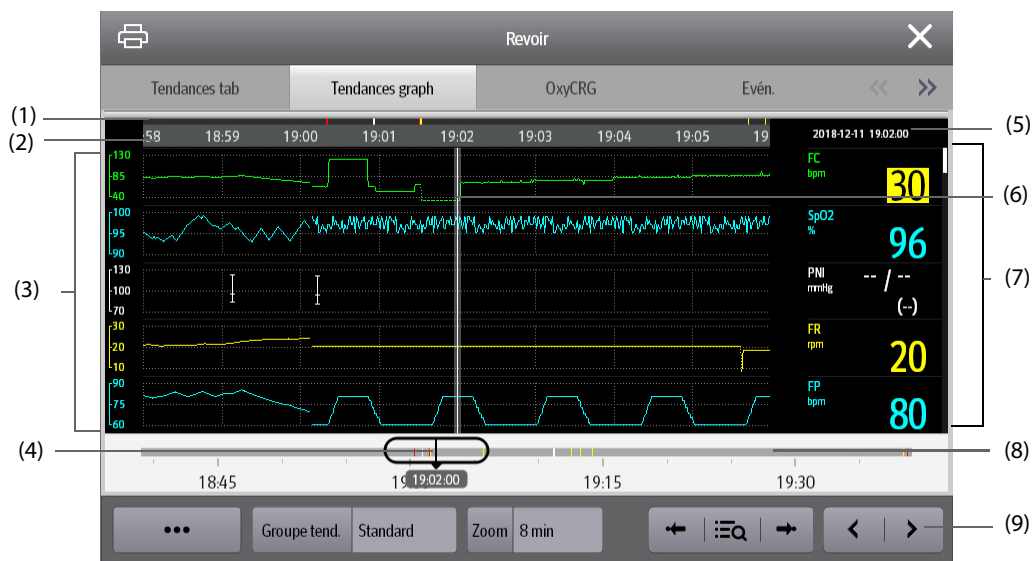 Revoir
Tendances tab
Tendances graph
OxyCRG
Evén.
(1)
(2)
:58 18:59 19:00 19:01 19:02 19:03 19:04 19:05 19
2018-12-11 19:02:00
(5)
130
85
40
FC
bpm
30
(6)
100
95
90
SpO2
%
96
(3)
130
100
70
PNI
mmHg
-- / --
(--)
(7)
30
20
10
FR
rpm
20
90
75
60
FP
bpm
80
(4)
(8)
18:45 19: 19:02:00 19:15 19:30
Groupe tend. Standard
Zoom 8 min
(9)